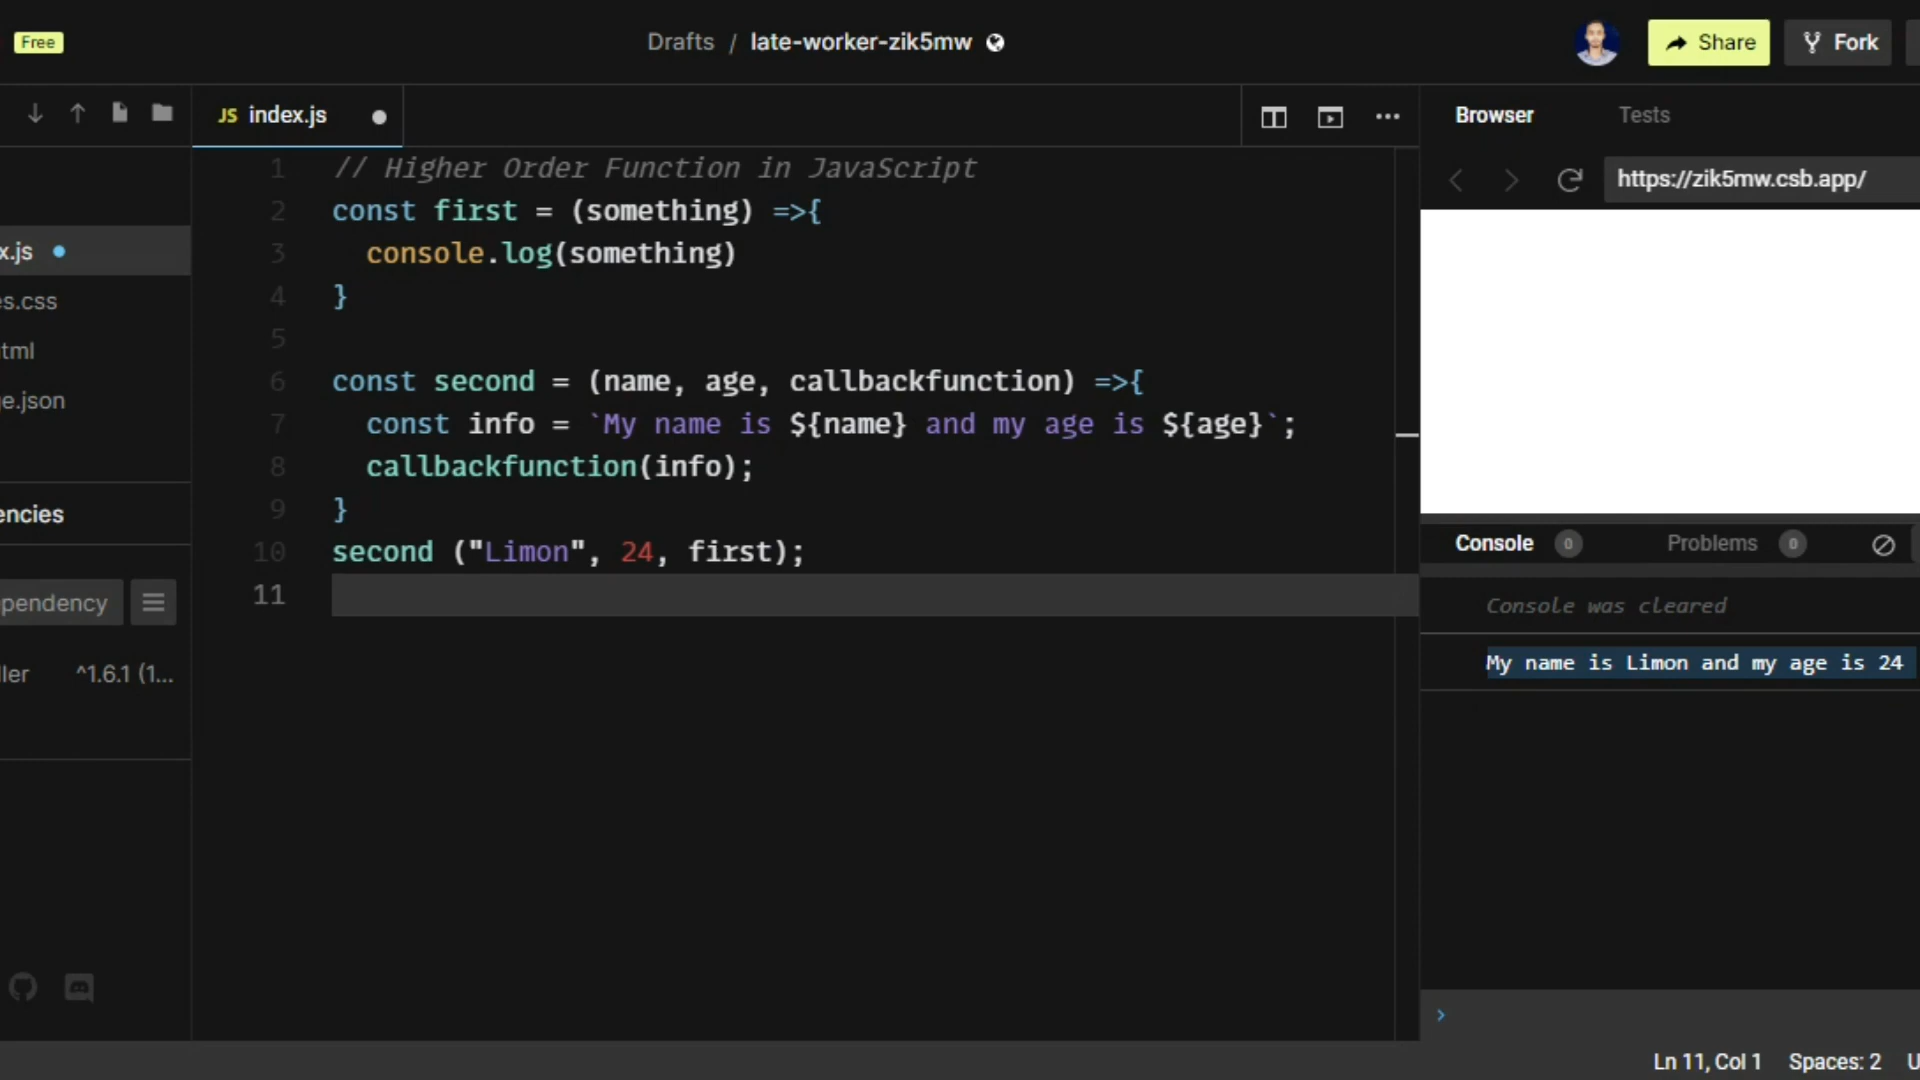 Free
Drafts / late-worker-zik5mw
Share
Fork
JS index.js
Browser
Tests
https://zik5mw.csb.app/
x.js
es.css
tml
e.json
encies
pendency
ller ^1.6.1 (1...
1 // Higher Order Function in JavaScript
2 const first = (something) =>{
3 console.log(something)
4 }
5
6 const second = (name, age, callbackfunction) =>{
7 const info = `My name is ${name} and my age is ${age}`;
8 callbackfunction(info);
9 }
10 second ("Limon", 24, first);
11
Console 0
Problems 0
Console was cleared
My name is Limon and my age is 24
›
Ln 11, Col 1 Spaces: 2 U